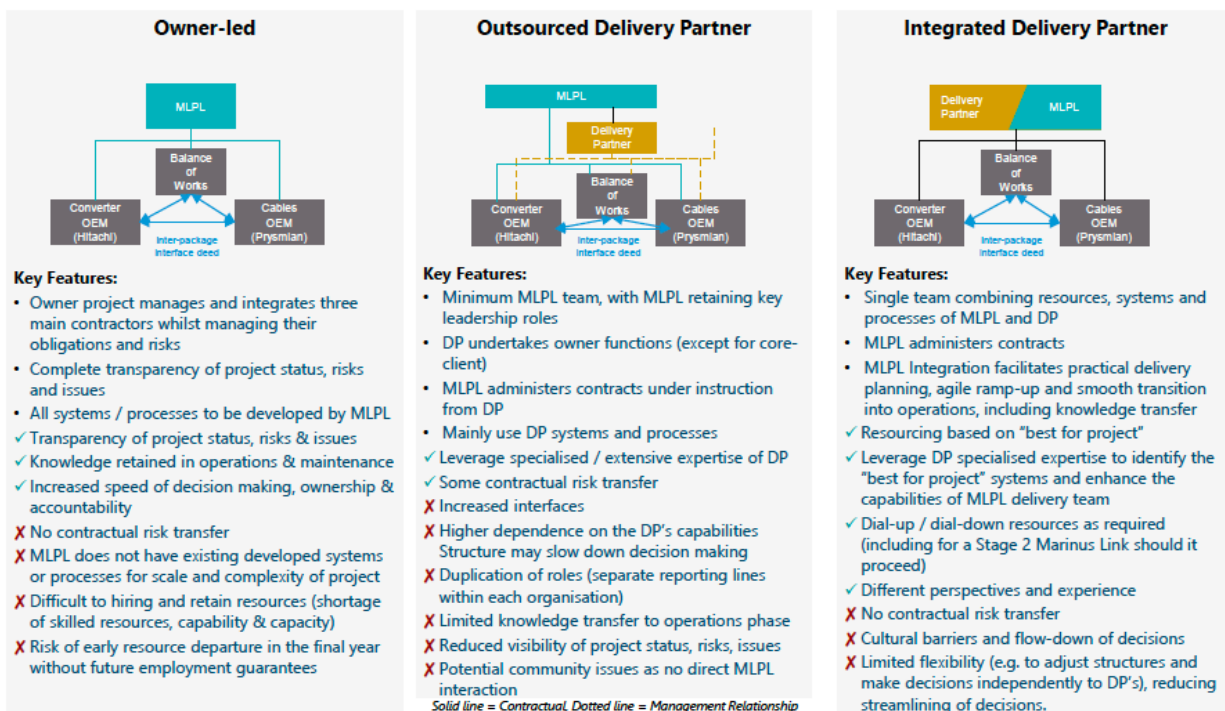 Owner-led
MLPL
Balance
of
Works
Converter
OEM
(Hitachi)
Cables
OEM
(Prysmian)
Inter-package
interface deed
Key Features:
• Owner project manages and integrates three
main contractors whilst managing their
obligations and risks
• Complete transparency of project status, risks
and issues
• All systems / processes to be developed by MLPL
✓ Transparency of project status, risks & issues
✓ Knowledge retained in operations & maintenance
✓ Increased speed of decision making, ownership &
accountability
✗ No contractual risk transfer
✗ MLPL does not have existing developed systems
or processes for scale and complexity of project
✗ Difficult to hiring and retain resources (shortage
of skilled resources, capability & capacity)
✗ Risk of early resource departure in the final year
without future employment guarantees
Outsourced Delivery Partner
MLPL
Delivery
Partner
Balance
of
Works
Converter
OEM
(Hitachi)
Cables
OEM
(Prysmian)
Inter-package
interface deed
Key Features:
• Minimum MLPL team, with MLPL retaining key
leadership roles
• DP undertakes owner functions (except for core-
client)
• MLPL administers contracts under instruction
from DP
• Mainly use DP systems and processes
✓ Leverage specialised / extensive expertise of DP
✓ Some contractual risk transfer
✗ Increased interfaces
✗ Higher dependence on the DP's capabilities
Structure may slow down decision making
✗ Duplication of roles (separate reporting lines
within each organisation)
✗ Limited knowledge transfer to operations phase
✗ Reduced visibility of project status, risks, issues
✗ Potential community issues as no direct MLPL
interaction
Solid line = Contractual, Dotted line = Management Relationship
Integrated Delivery Partner
Delivery
Partner
MLPL
Balance
of
Works
Converter
OEM
(Hitachi)
Cables
OEM
(Prysmian)
Inter-package
interface deed
Key Features:
• Single team combining resources, systems and
processes of MLPL and DP
• MLPL administers contracts
• MLPL Integration facilitates practical delivery
planning, agile ramp-up and smooth transition
into operations, including knowledge transfer
✓ Resourcing based on "best for project"
✓ Leverage DP specialised expertise to identify the
"best for project" systems and enhance the
capabilities of MLPL delivery team
✓ Dial-up / dial-down resources as required
(including for a Stage 2 Marinus Link should it
proceed)
✓ Different perspectives and experience
✗ No contractual risk transfer
✗ Cultural barriers and flow-down of decisions
✗ Limited flexibility (e.g. to adjust structures and
make decisions independently to DP's), reducing
streamlining of decisions.